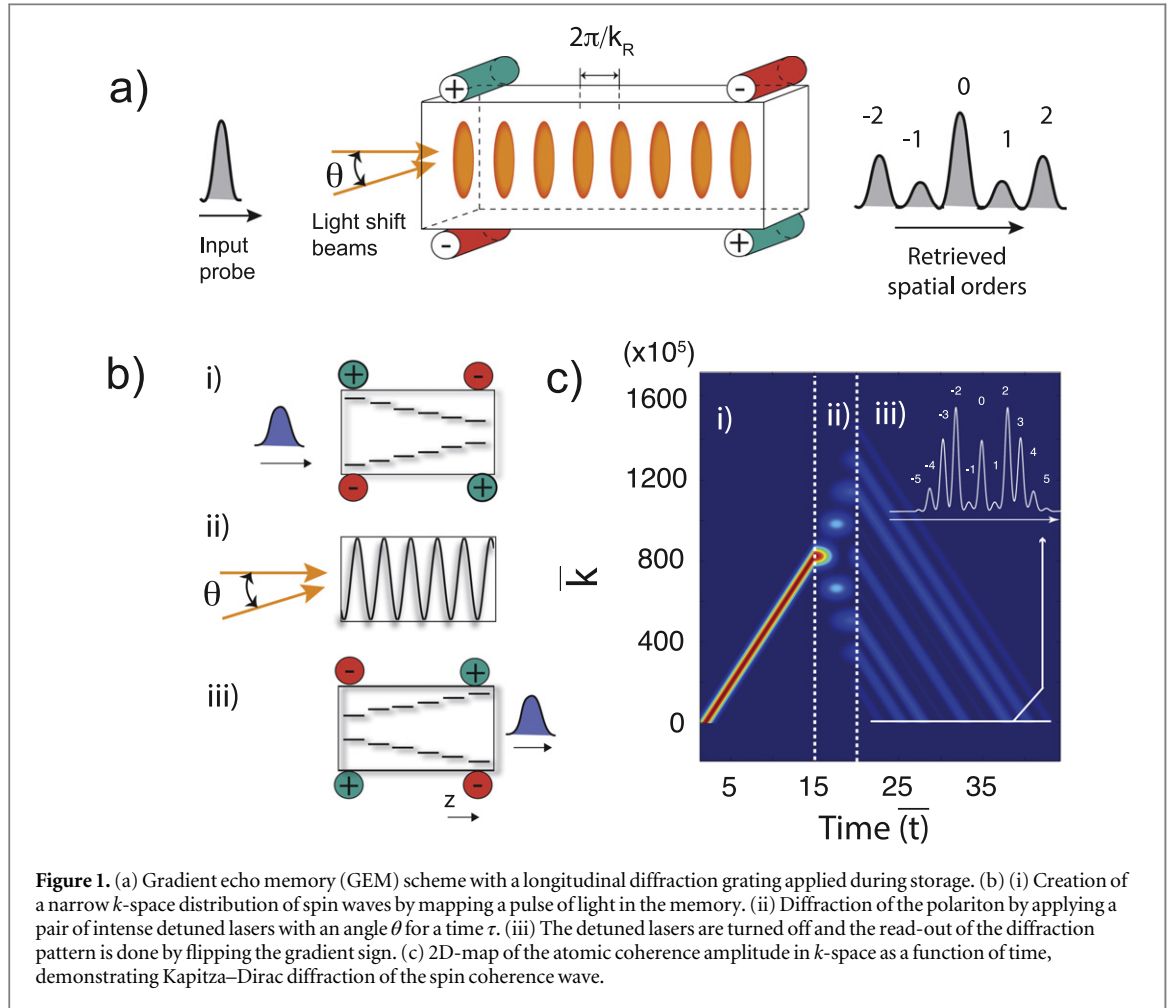 a)
2π/k_R
+
-
θ
Input
probe
Light shift
beams
-
+
-2
-1
0
1
2
Retrieved
spatial orders
b)
i)
+
-
-
+
ii)
θ
iii)
-
+
+
-
z
c)
(x10⁵)
1600
1200
800
400
0
k̅
i)
ii)
iii)
-5
-4
-3
-2
-1
0
1
2
3
4
5
5
15
25
35
Time (t̅)
Figure 1. (a) Gradient echo memory (GEM) scheme with a longitudinal diffraction grating applied during storage. (b) (i) Creation of
a narrow k-space distribution of spin waves by mapping a pulse of light in the memory. (ii) Diffraction of the polariton by applying a
pair of intense detuned lasers with an angle θ for a time τ. (iii) The detuned lasers are turned off and the read-out of the diffraction
pattern is done by flipping the gradient sign. (c) 2D-map of the atomic coherence amplitude in k-space as a function of time,
demonstrating Kapitza–Dirac diffraction of the spin coherence wave.